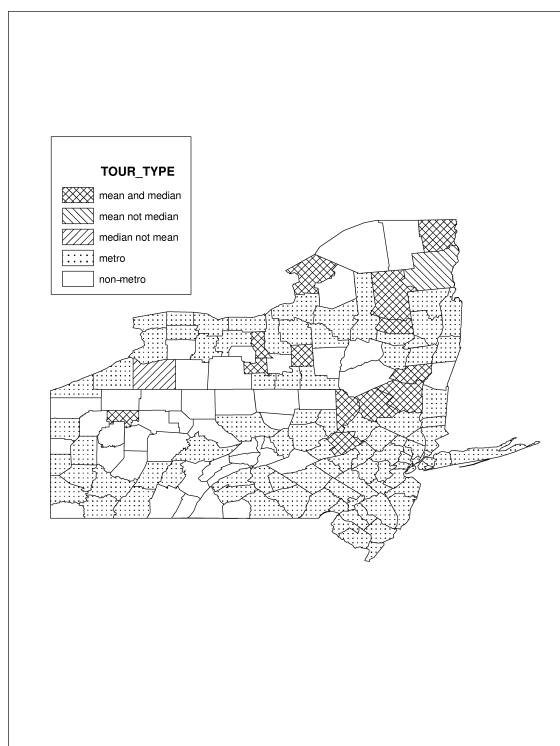 TOUR_TYPE
mean and median
mean not median
median not mean
metro
non-metro